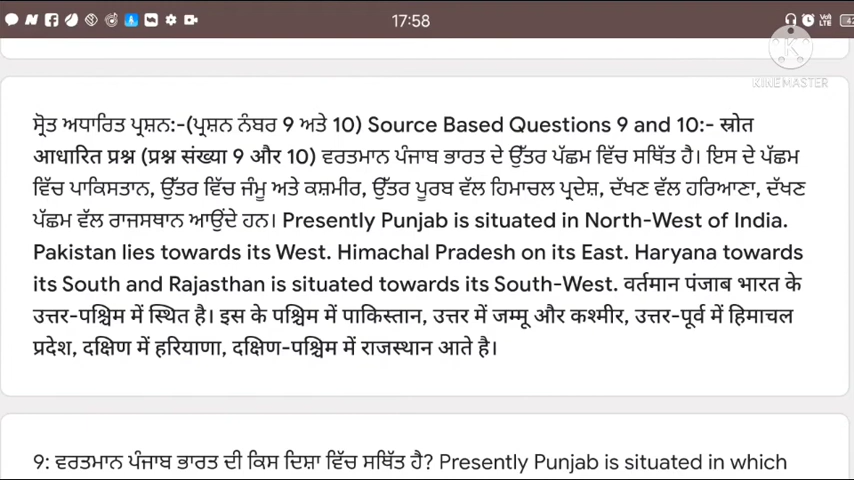 17:58
VoI)
LTE
42
KINEMASTER
ਸ੍ਰੋਤ ਅਧਾਰਿਤ ਪ੍ਰਸ਼ਨ:-(ਪ੍ਰਸ਼ਨ ਨੰਬਰ 9 ਅਤੇ 10) Source Based Questions 9 and 10:- स्रोत
आधारित प्रश्न (प्रश्न संख्या 9 और 10) ਵਰਤਮਾਨ ਪੰਜਾਬ ਭਾਰਤ ਦੇ ਉੱਤਰ ਪੱਛਮ ਵਿੱਚ ਸਥਿੱਤ ਹੈ। ਇਸ ਦੇ ਪੱਛਮ
ਵਿੱਚ ਪਾਕਿਸਤਾਨ, ਉੱਤਰ ਵਿੱਚ ਜੰਮੂ ਅਤੇ ਕਸ਼ਮੀਰ, ਉੱਤਰ ਪੂਰਬ ਵੱਲ ਹਿਮਾਚਲ ਪ੍ਰਦੇਸ਼, ਦੱਖਣ ਵੱਲ ਹਰਿਆਣਾ, ਦੱਖਣ
ਪੱਛਮ ਵੱਲ ਰਾਜਸਥਾਨ ਆਉਂਦੇ ਹਨ। Presently Punjab is situated in North-West of India.
Pakistan lies towards its West. Himachal Pradesh on its East. Haryana towards
its South and Rajasthan is situated towards its South-West. वर्तमान पंजाब भारत के
उत्तर-पश्चिम में स्थित है। इस के पश्चिम में पाकिस्तान, उत्तर में जम्मू और कश्मीर, उत्तर-पूर्व में हिमाचल
प्रदेश, दक्षिण में हरियाणा, दक्षिण-पश्चिम में राजस्थान आते है।
9: ਵਰਤਮਾਨ ਪੰਜਾਬ ਭਾਰਤ ਦੀ ਕਿਸ ਦਿਸ਼ਾ ਵਿੱਚ ਸਥਿੱਤ ਹੈ? Presently Punjab is situated in which